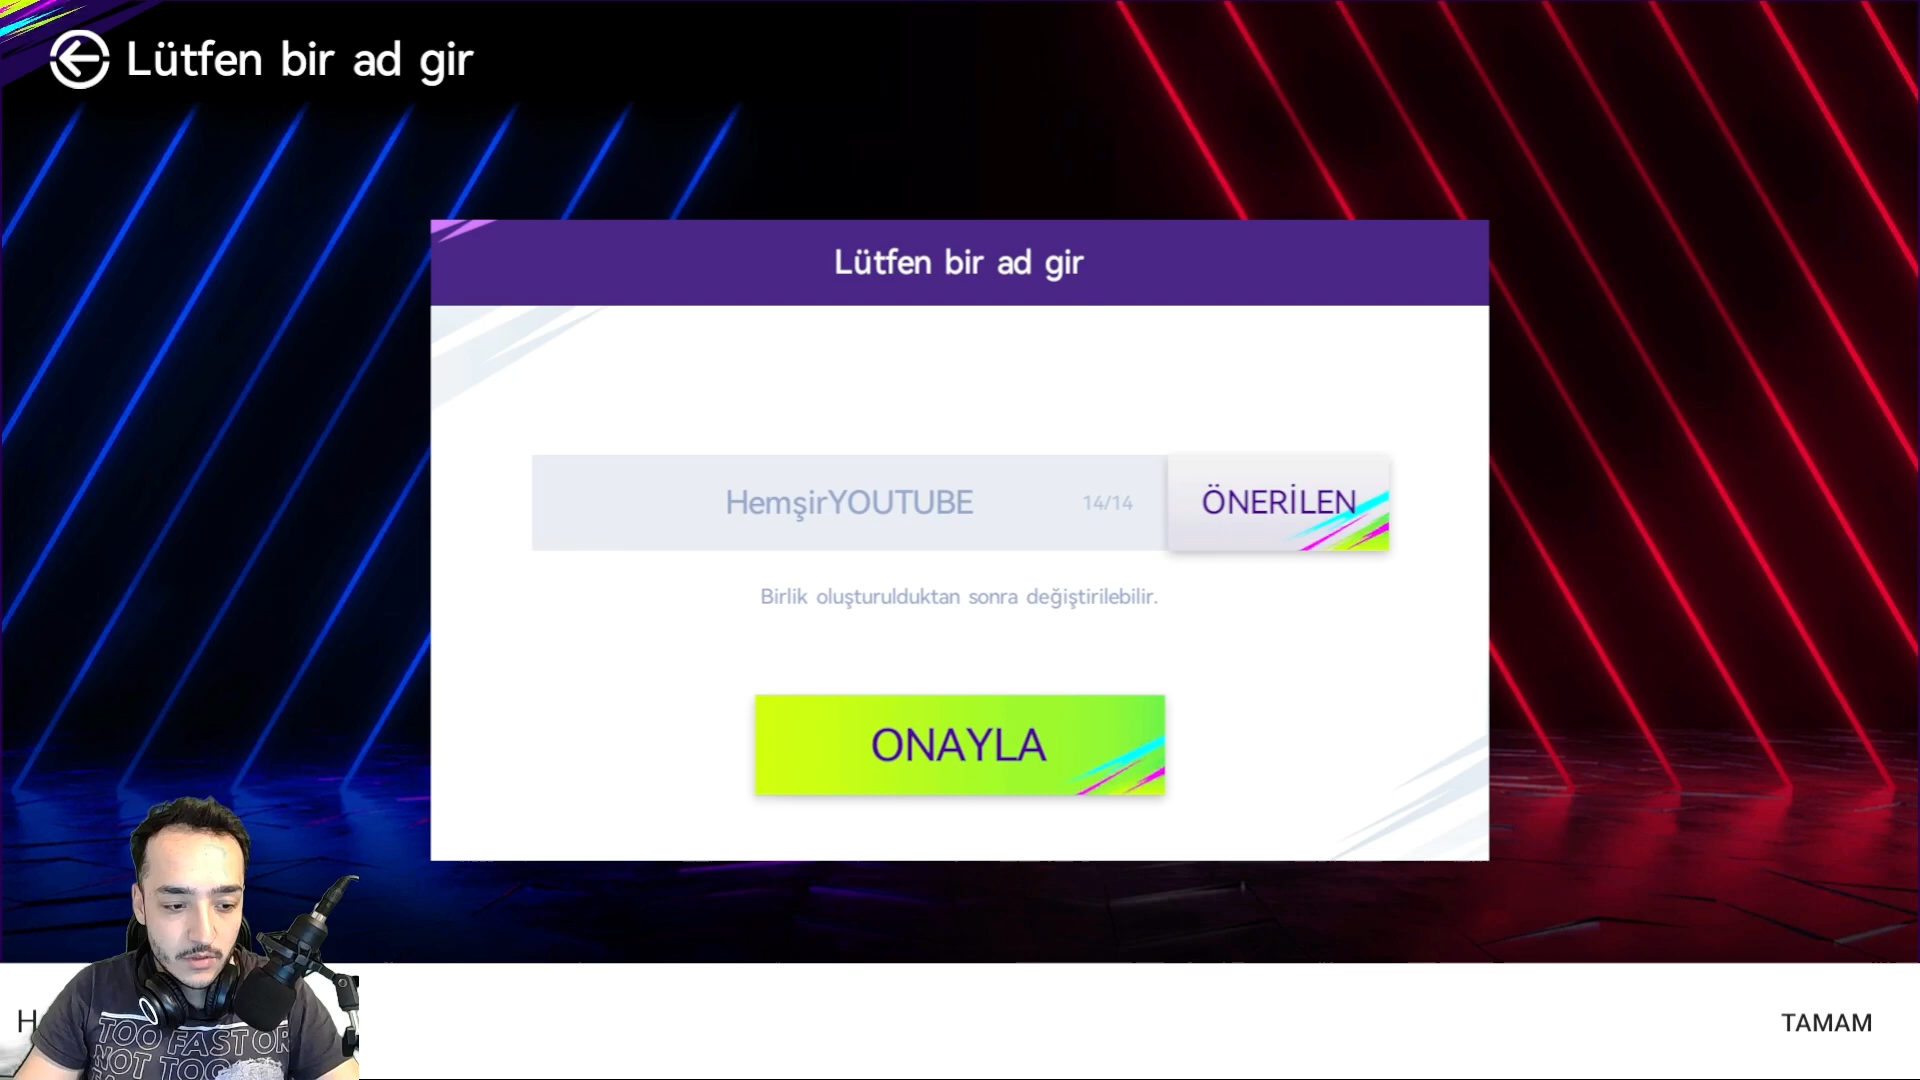 Lütfen bir ad gir
Lütfen bir ad gir
HemşirYOUTUBE
14/14
ÖNERİLEN
Birlik oluşturulduktan sonra değiştirilebilir.
ONAYLA
H
TAMAM
TOO FAST OR
NOT TOO